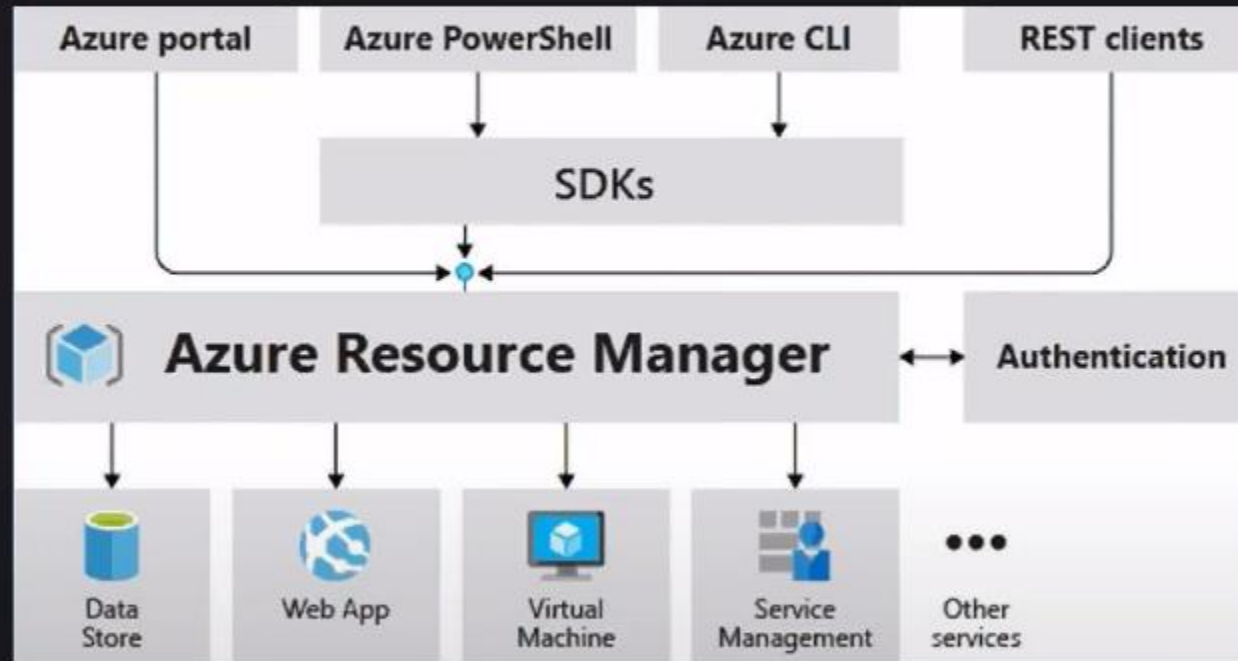 Azure portal
Azure PowerShell
Azure CLI
REST clients
SDKs
Azure Resource Manager
Authentication
Data
Store
Web App
Virtual
Machine
Service
Management
Other
services